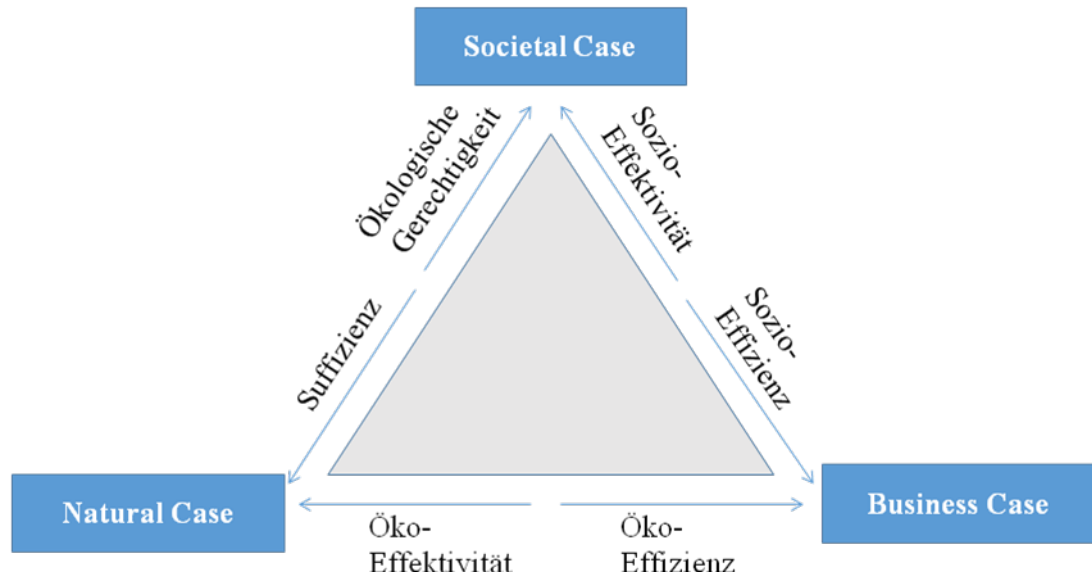 Societal Case
Ökologische
Gerechtigkeit
Sozio-
Effektivität
Suffizienz
Sozio-
Effizienz
Natural Case
Business Case
Öko-
Effektivität
Öko-
Effizienz